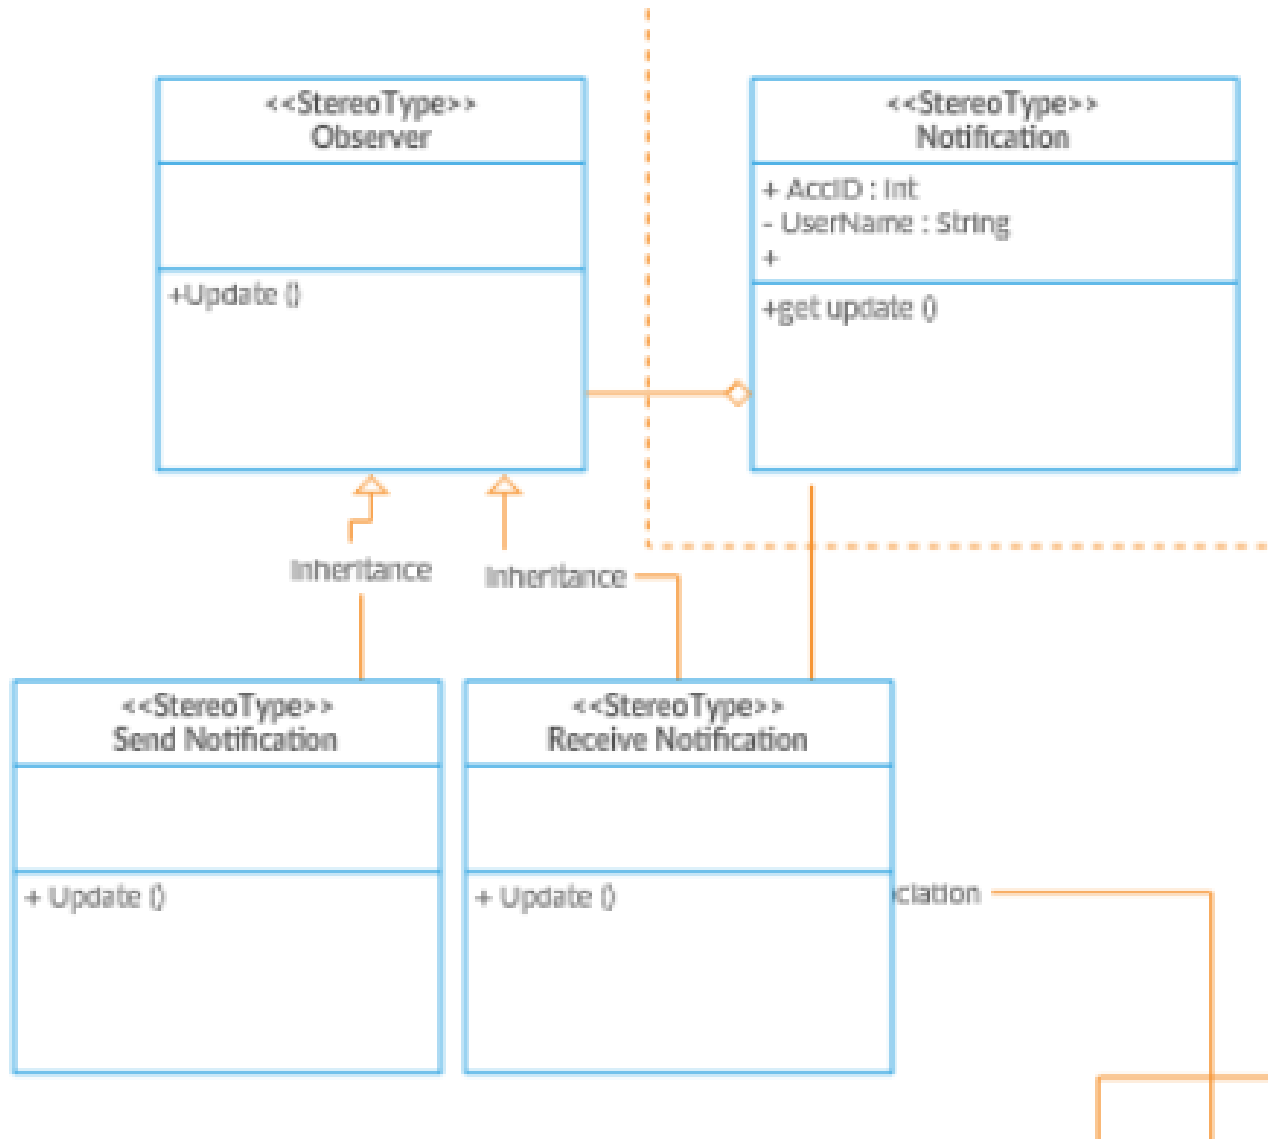 <<StereoType>>
Observer
+Update ()
<<StereoType>>
Notification
+ AccID : Int
- UserName : String
+
+get update ()
Inheritance
Inheritance
<<StereoType>>
Send Notification
+ Update ()
<<StereoType>>
Receive Notification
+ Update ()
ciation